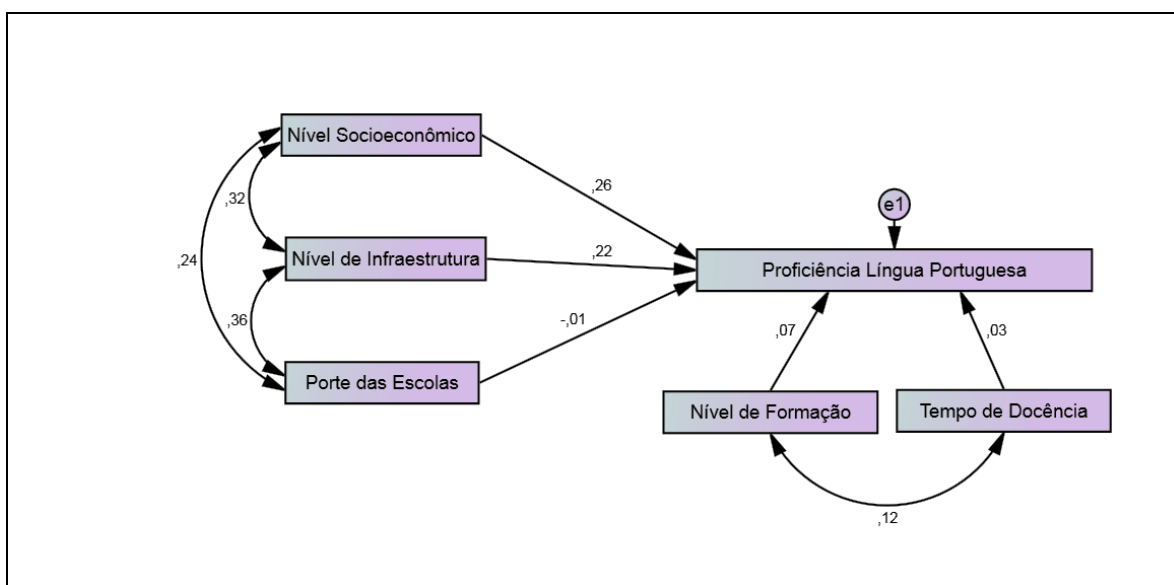 Nível Socioeconômico
,26
,32
e1
,24
Nível de Infraestrutura
,22
Proficiência Língua Portuguesa
,36
-,01
,07
,03
Porte das Escolas
Nível de Formação
Tempo de Docência
,12